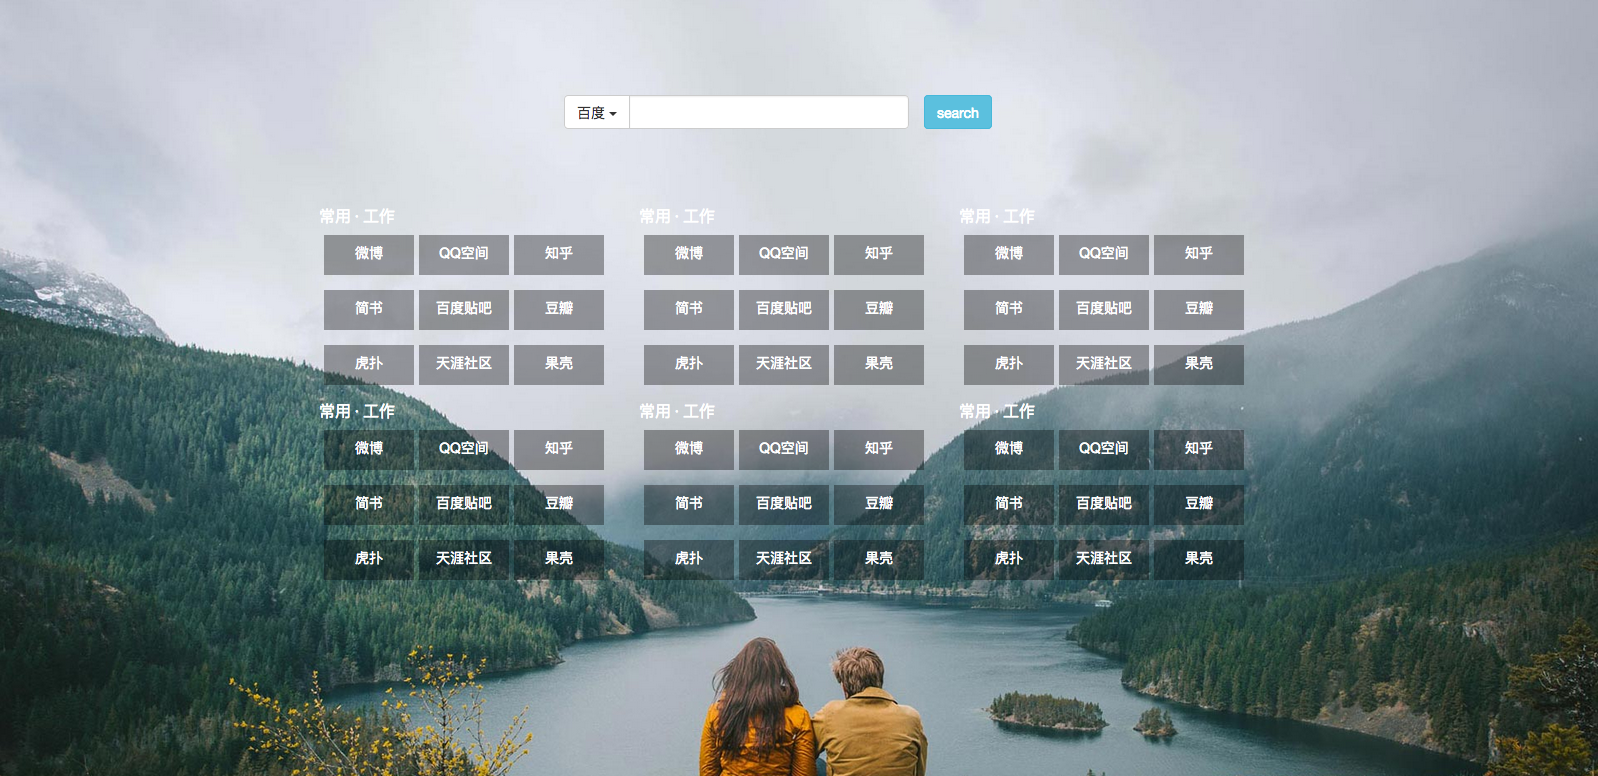 百度 search
常用 · 工作 常用 · 工作 常用 · 工作
微博 QQ空间 知乎 微博 QQ空间 知乎 微博 QQ空间 知乎
简书 百度贴吧 豆瓣 简书 百度贴吧 豆瓣 简书 百度贴吧 豆瓣
虎扑 天涯社区 果壳 虎扑 天涯社区 果壳 虎扑 天涯社区 果壳
常用 · 工作 常用 · 工作 常用 · 工作
微博 QQ空间 知乎 微博 QQ空间 知乎 微博 QQ空间 知乎
简书 百度贴吧 豆瓣 简书 百度贴吧 豆瓣 简书 百度贴吧 豆瓣
虎扑 天涯社区 果壳 虎扑 天涯社区 果壳 虎扑 天涯社区 果壳